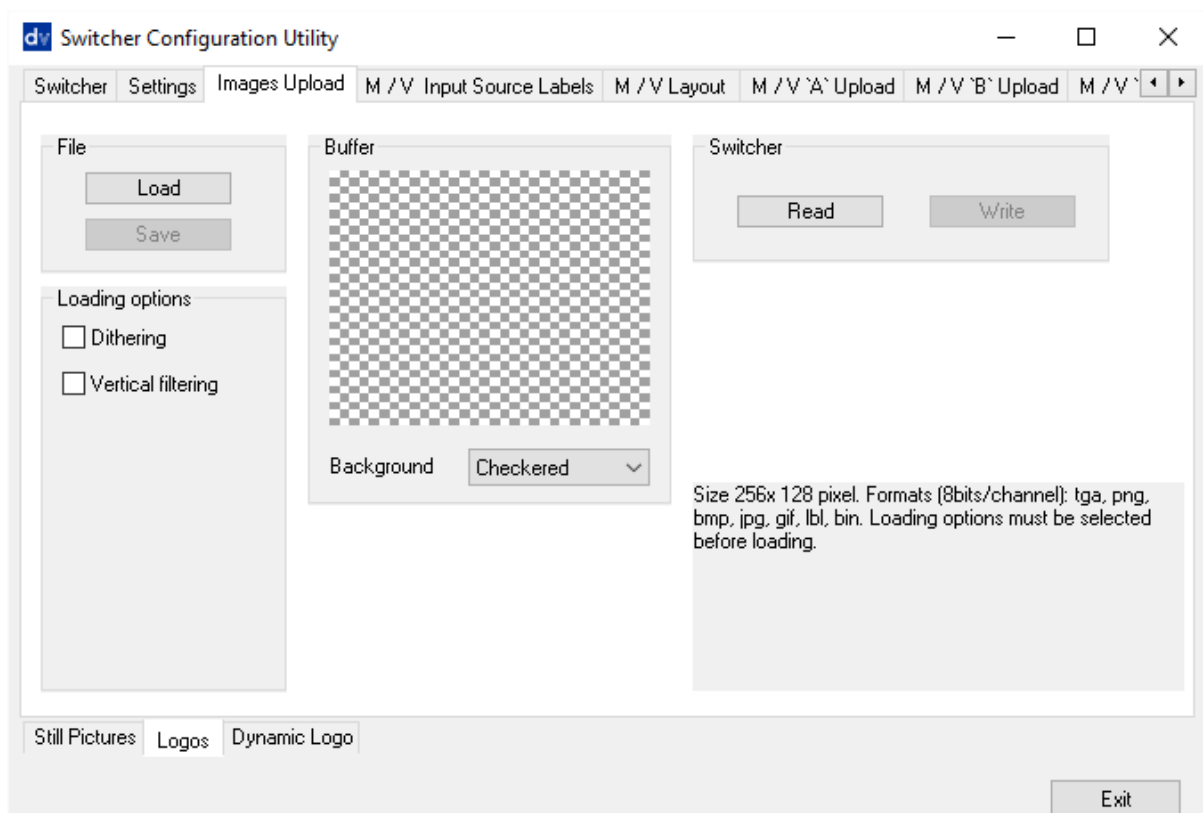 dv Switcher Configuration Utility
Switcher Settings Images Upload M / V Input Source Labels M / V Layout M / V `A` Upload M / V `B` Upload M / V `
File
Load
Save
Loading options
Dithering
Vertical filtering
Buffer
Background Checkered
Switcher
Read Write
Size 256x 128 pixel. Formats (8bits/channel): tga, png,
bmp, jpg, gif, lbl, bin. Loading options must be selected
before loading.
Still Pictures Logos Dynamic Logo
Exit